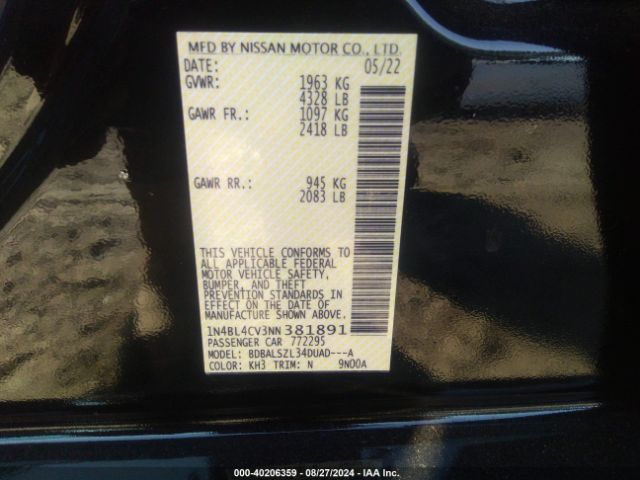 MFD BY NISSAN MOTOR CO., LTD.
DATE: 05/22
GVWR: 1963 KG
4328 LB
GAWR FR.: 1097 KG
2418 LB
GAWR RR.: 945 KG
2083 LB
THIS VEHICLE CONFORMS TO
ALL APPLICABLE FEDERAL
MOTOR VEHICLE SAFETY,
BUMPER, AND THEFT
PREVENTION STANDARDS IN
EFFECT ON THE DATE OF
MANUFACTURE SHOWN ABOVE.
1N4BL4CV3NN381891
PASSENGER CAR 772295
MODEL: BDBALSZL34DUAD---A
COLOR: KH3 TRIM: N 9N00A
000-40206359 - 08/27/2024 - IAA Inc.